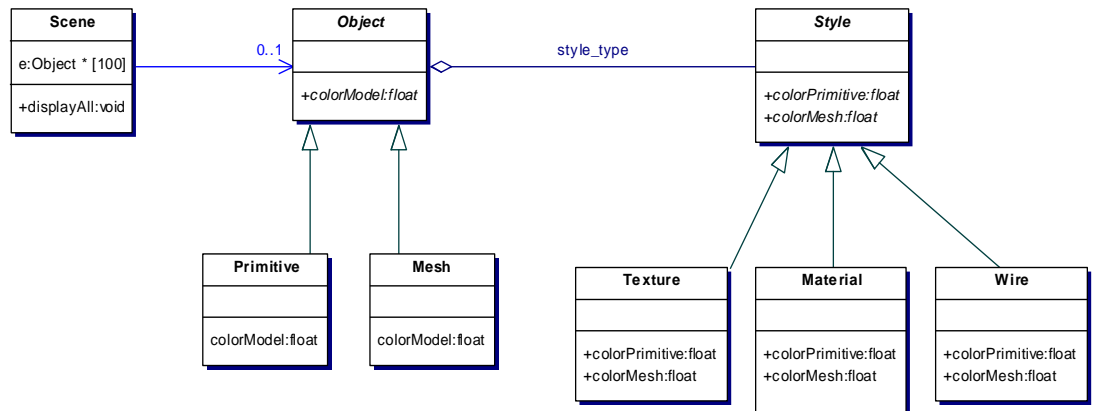 Scene
e:Object * [100]
+displayAll:void
0..1
Object
+colorModel:float
style_type
Style
+colorPrimitive:float
+colorMesh:float
Primitive
colorModel:float
Mesh
colorModel:float
Texture
+colorPrimitive:float
+colorMesh:float
Material
+colorPrimitive:float
+colorMesh:float
Wire
+colorPrimitive:float
+colorMesh:float